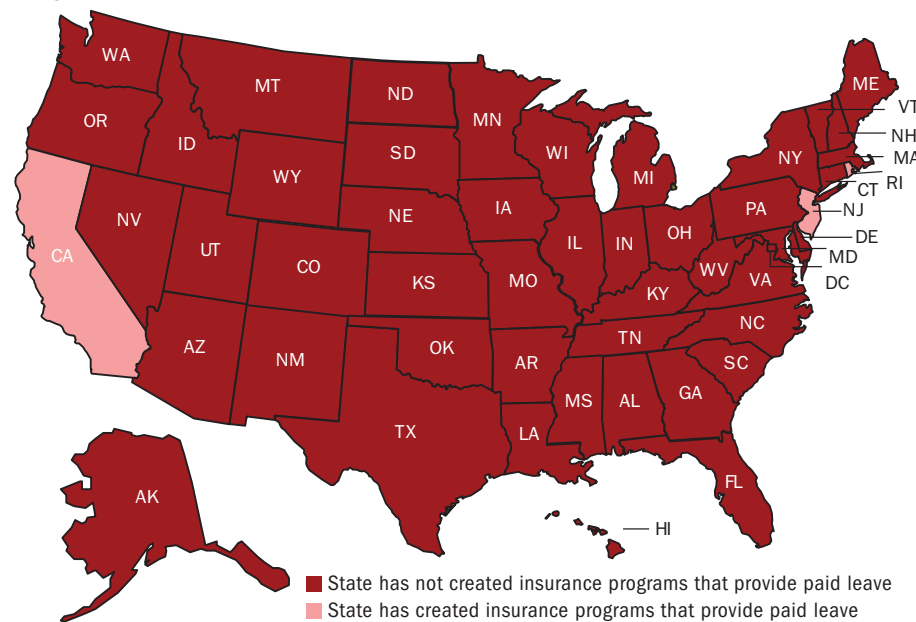 WA
MT
ND
MN
ME
VT
OR
ID
SD
WI
NH
NY
MA
MI
RI
WY
CT
PA
NJ
NV
NE
IA
IL
IN
OH
DE
UT
MD
CA
CO
WV
VA
DC
KS
MO
KY
NC
TN
AZ
NM
OK
AR
SC
MS
AL
GA
TX
LA
FL
AK
HI
State has not created insurance programs that provide paid leave
State has created insurance programs that provide paid leave